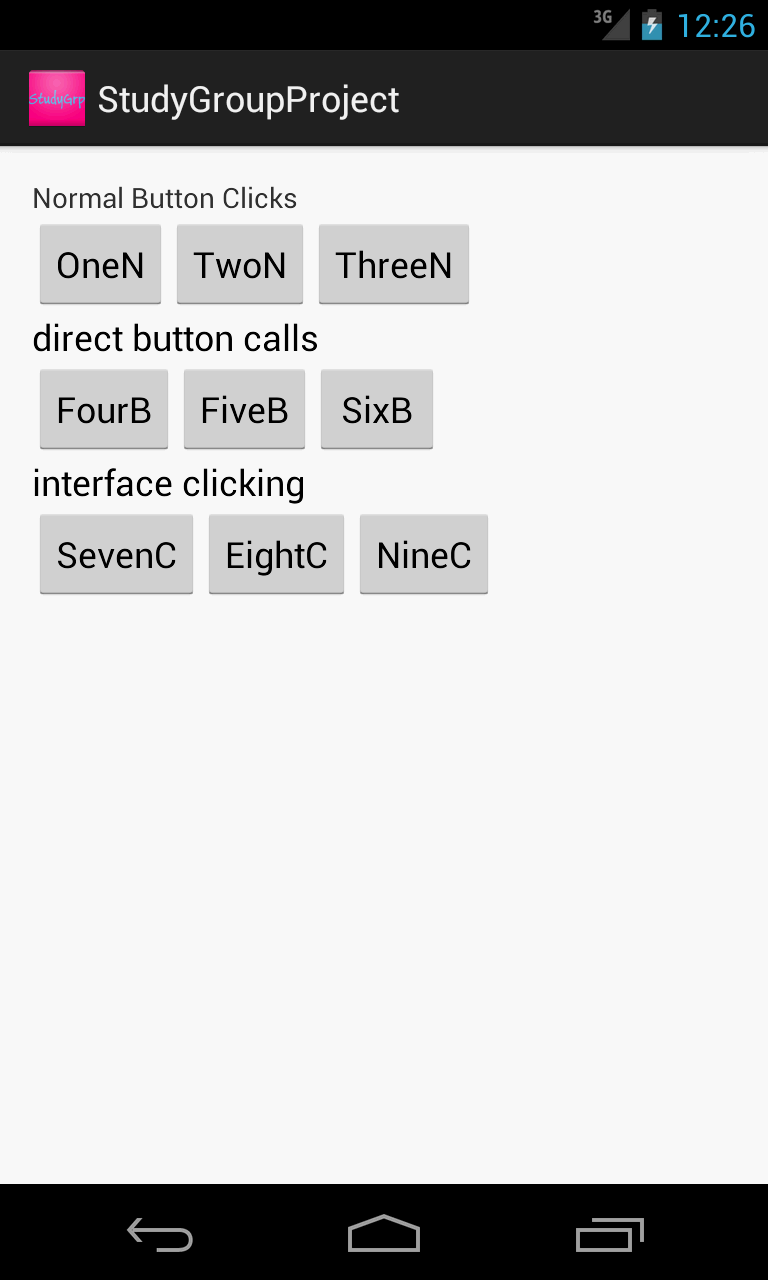 3G 12:26
StudyGrp StudyGroupProject
Normal Button Clicks
OneN TwoN ThreeN
direct button calls
FourB FiveB SixB
interface clicking
SevenC EightC NineC